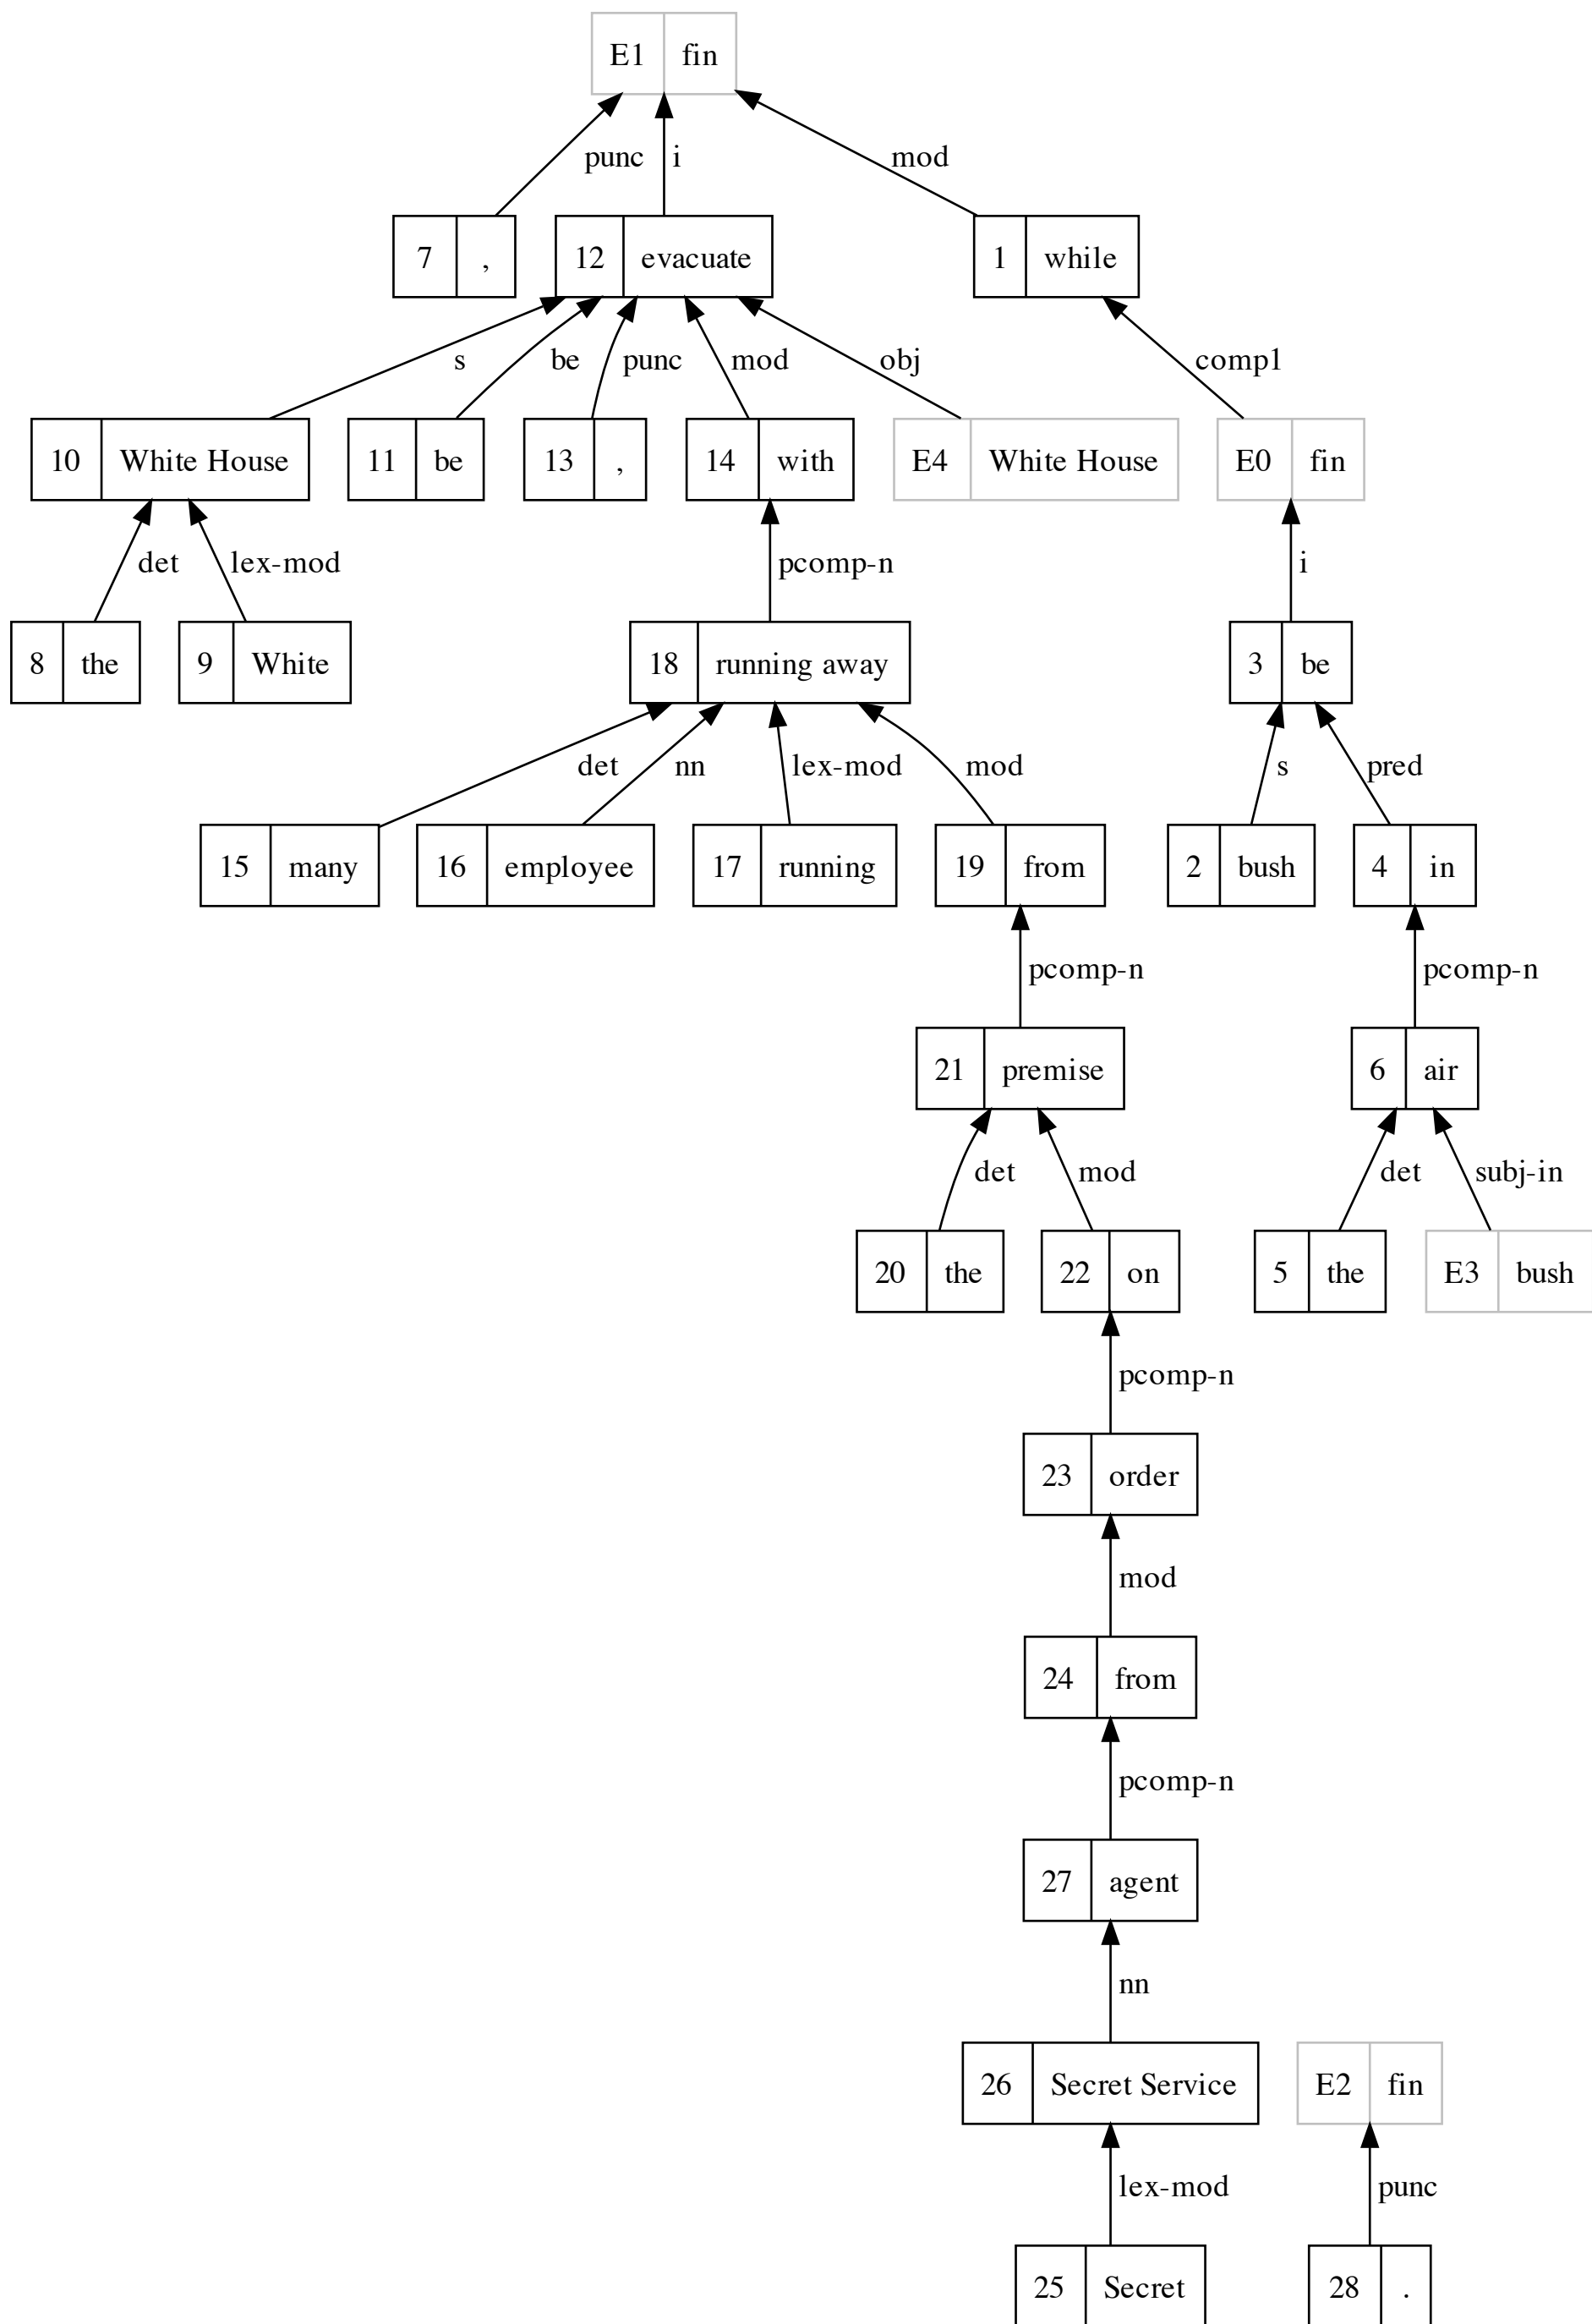 E1 fin
punc i mod
7 , 12 evacuate 1 while
s be punc mod obj comp1
10 White House 11 be 13 , 14 with E4 White House E0 fin
det lex-mod pcomp-n i
8 the 9 White 18 running away 3 be
det nn lex-mod mod s pred
15 many 16 employee 17 running 19 from 2 bush 4 in
pcomp-n pcomp-n
21 premise 6 air
det mod det subj-in
20 the 22 on 5 the E3 bush
pcomp-n
23 order
mod
24 from
pcomp-n
27 agent
nn
26 Secret Service E2 fin
lex-mod punc
25 Secret 28 .